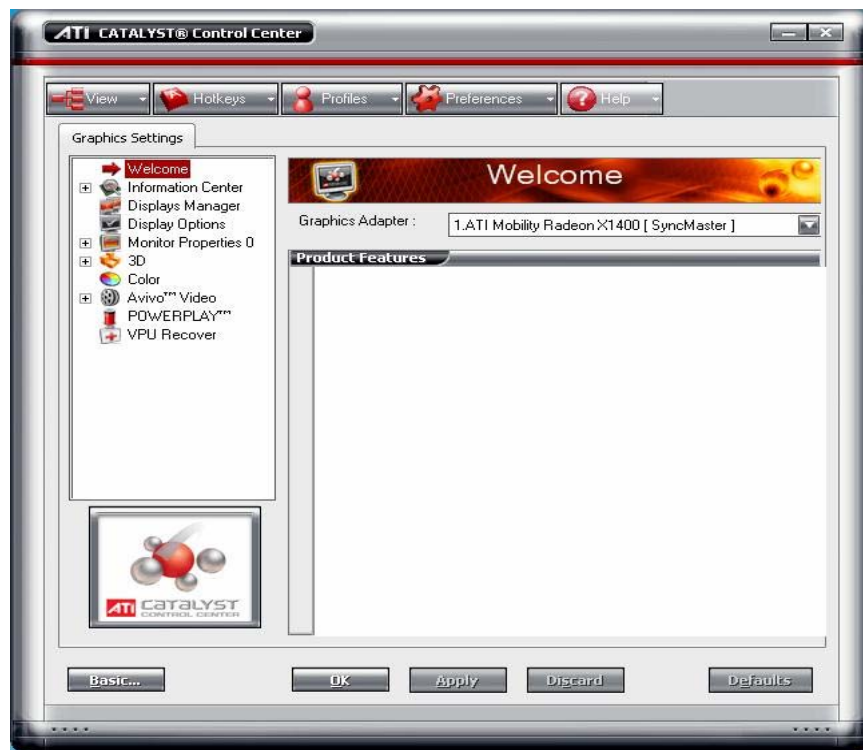 ATI CATALYST® Control Center
View Hotkeys Profiles Preferences Help
Graphics Settings
Welcome
Information Center
Displays Manager
Display Options
Monitor Properties 0
3D
Color
Avivo™ Video
POWERPLAY™
VPU Recover
Welcome
Graphics Adapter : 1.ATI Mobility Radeon X1400 [ SyncMaster ]
Product Features
ATI CATALYST
CONTROL CENTER
Basic... OK Apply Discard Defaults